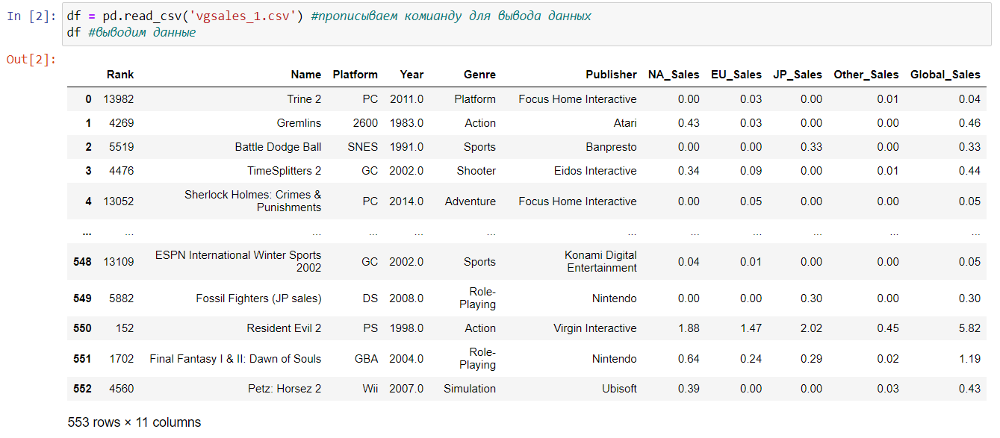 In [2]: df = pd.read_csv('vgsales_1.csv') #прописываем комианду для вывода данных
df #выводим данные
Out[2]:
Rank Name Platform Year Genre Publisher NA_Sales EU_Sales JP_Sales Other_Sales Global_Sales
0 13982 Trine 2 PC 2011.0 Platform Focus Home Interactive 0.00 0.03 0.00 0.01 0.04
1 4269 Gremlins 2600 1983.0 Action Atari 0.43 0.03 0.00 0.00 0.46
2 5519 Battle Dodge Ball SNES 1991.0 Sports Banpresto 0.00 0.00 0.33 0.00 0.33
3 4476 TimeSplitters 2 GC 2002.0 Shooter Eidos Interactive 0.34 0.09 0.00 0.01 0.44
4 13052 Sherlock Holmes: Crimes & Punishments PC 2014.0 Adventure Focus Home Interactive 0.00 0.05 0.00 0.00 0.05
... ... ... ... ... ... ... ... ... ... ... ...
548 13109 ESPN International Winter Sports 2002 GC 2002.0 Sports Konami Digital Entertainment 0.04 0.01 0.00 0.00 0.05
549 5882 Fossil Fighters (JP sales) DS 2008.0 Role-Playing Nintendo 0.00 0.00 0.30 0.00 0.30
550 152 Resident Evil 2 PS 1998.0 Action Virgin Interactive 1.88 1.47 2.02 0.45 5.82
551 1702 Final Fantasy I & II: Dawn of Souls GBA 2004.0 Role-Playing Nintendo 0.64 0.24 0.29 0.02 1.19
552 4560 Petz: Horsez 2 Wii 2007.0 Simulation Ubisoft 0.39 0.00 0.00 0.03 0.43
553 rows × 11 columns